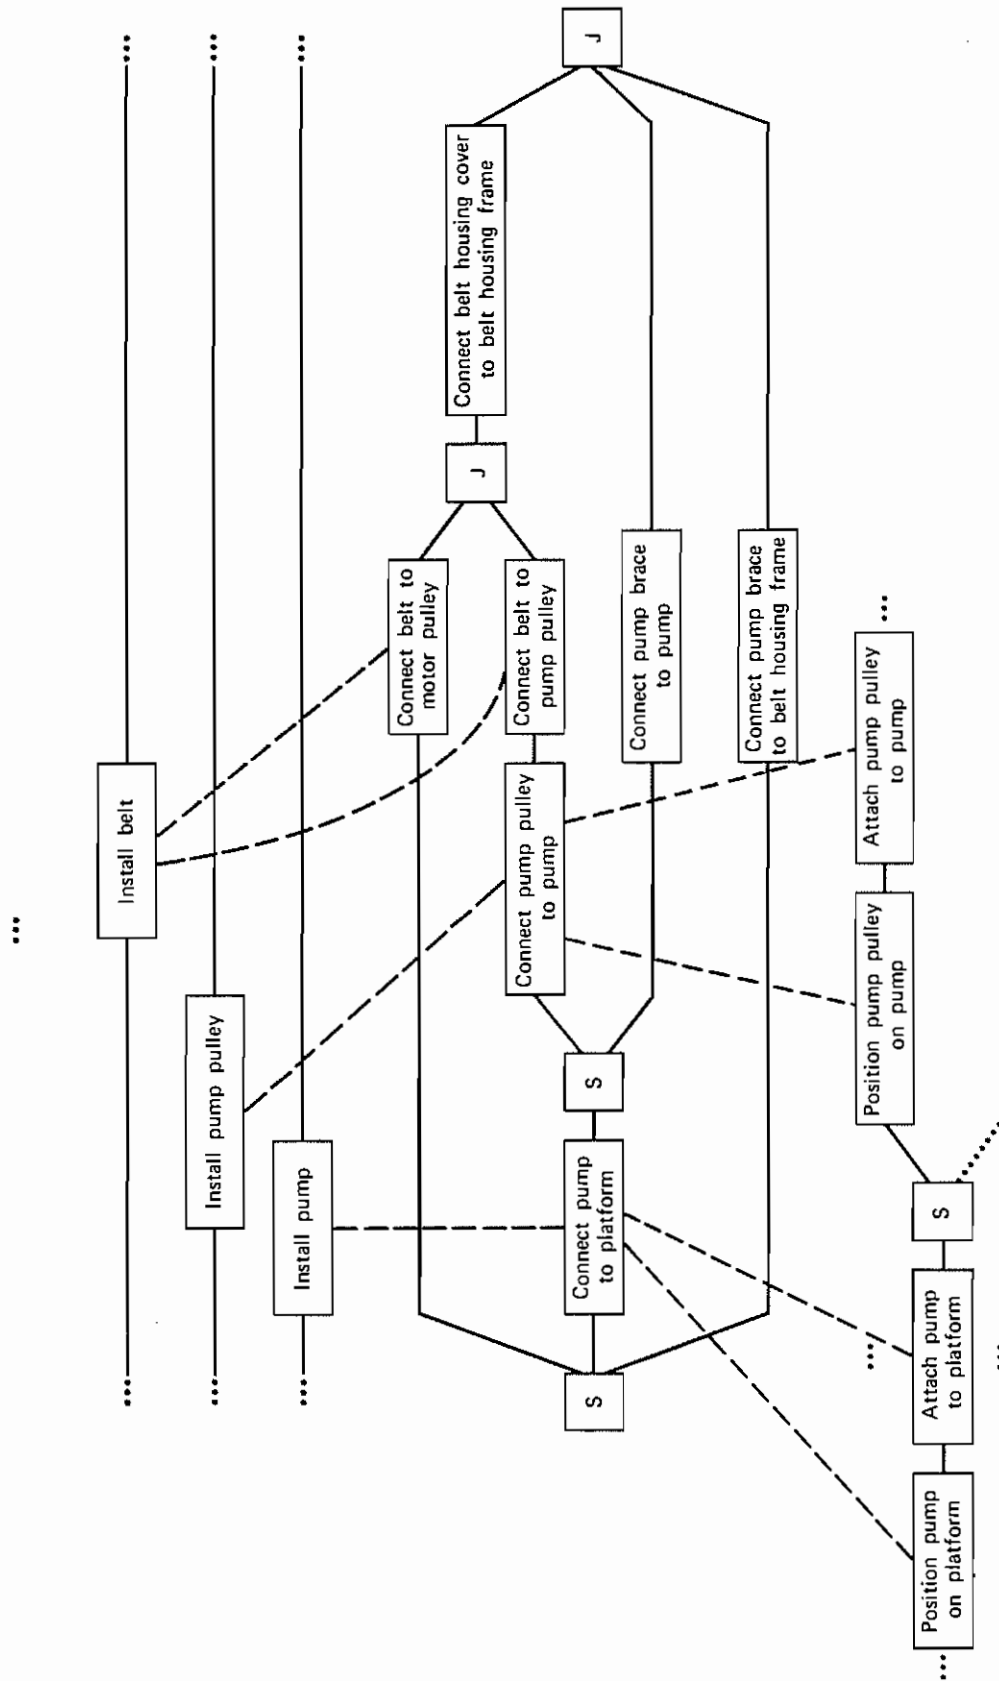 ...
...
Install belt
...
...
Install pump pulley
...
...
Install pump
...
Connect belt to
motor pulley
J
Connect belt housing cover
to belt housing frame
Connect pump pulley
to pump
Connect belt to
pump pulley
S
Connect pump
to platform
S
J
Connect pump brace
to pump
Connect pump brace
to belt housing frame
...
Position pump pulley
on pump
Attach pump pulley
to pump
...
...
Position pump
on platform
Attach pump
to platform
S
...